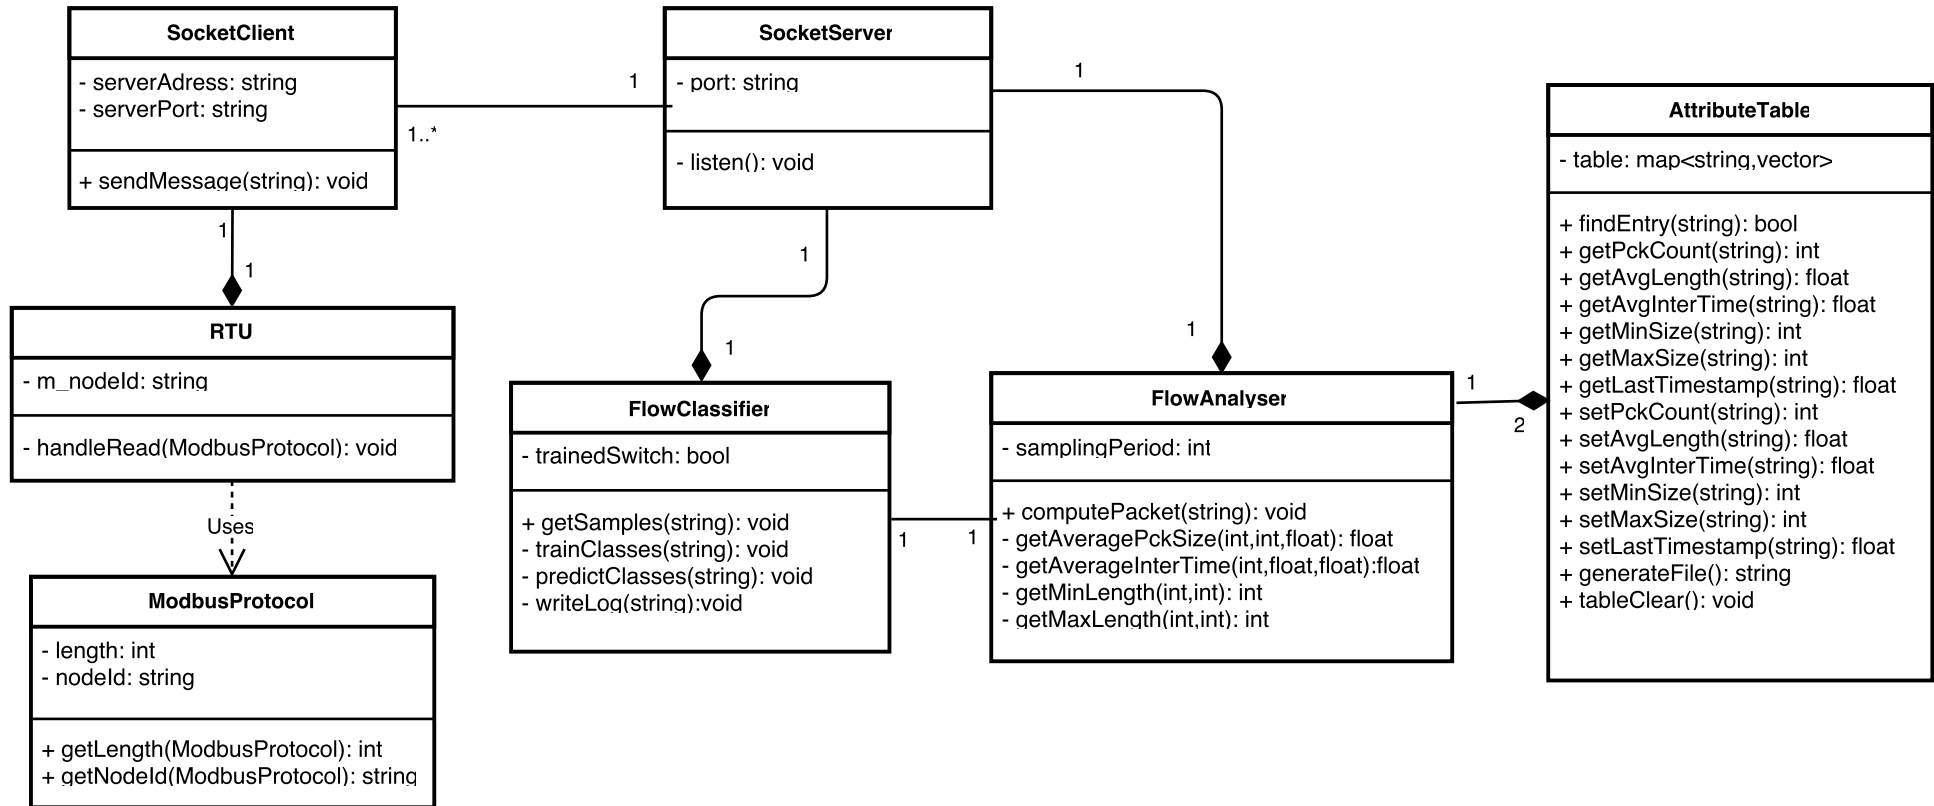 SocketClient
- serverAdress: string
- serverPort: string
+ sendMessage(string): void
1
1..*
SocketServer
- port: string
- listen(): void
1
1
AttributeTable
- table: map<string,vector>
+ findEntry(string): bool
+ getPckCount(string): int
+ getAvgLength(string): float
+ getAvgInterTime(string): float
+ getMinSize(string): int
+ getMaxSize(string): int
+ getLastTimestamp(string): float
+ setPckCount(string): int
+ setAvgLength(string): float
+ setAvgInterTime(string): float
+ setMinSize(string): int
+ setMaxSize(string): int
+ setLastTimestamp(string): float
+ generateFile(): string
+ tableClear(): void
1
1
RTU
- m_nodeId: string
- handleRead(ModbusProtocol): void
Uses
ModbusProtocol
- length: int
- nodeId: string
+ getLength(ModbusProtocol): int
+ getNodeId(ModbusProtocol): string
1
1
FlowClassifier
- trainedSwitch: bool
+ getSamples(string): void
- trainClasses(string): void
- predictClasses(string): void
- writeLog(string):void
1
1
FlowAnalyser
- samplingPeriod: int
+ computePacket(string): void
- getAveragePckSize(int,int,float): float
- getAverageInterTime(int,float,float):float
- getMinLength(int,int): int
- getMaxLength(int,int): int
1
2